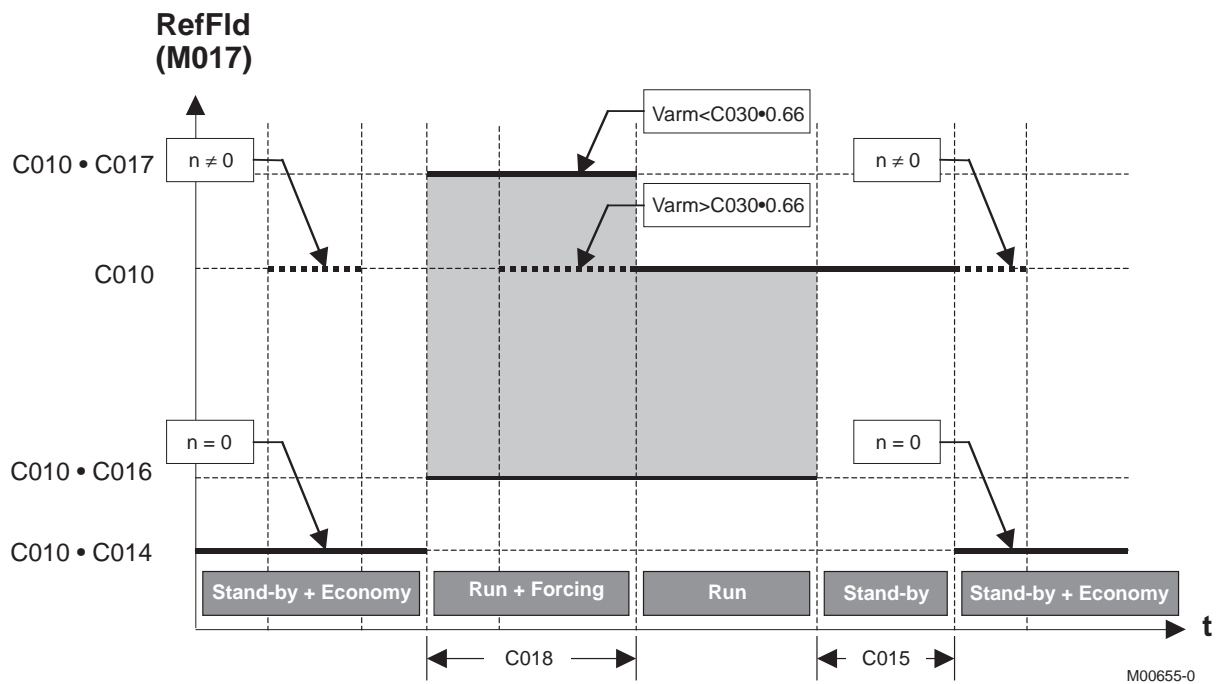 RefFld
(M017)
Varm<C030•0.66
n ≠ 0
n ≠ 0
C010 • C017
Varm>C030•0.66
C010
n = 0
n = 0
C010 • C016
C010 • C014
Stand-by + Economy
Run + Forcing
Run
Stand-by
Stand-by + Economy
t
C018
C015
M00655-0